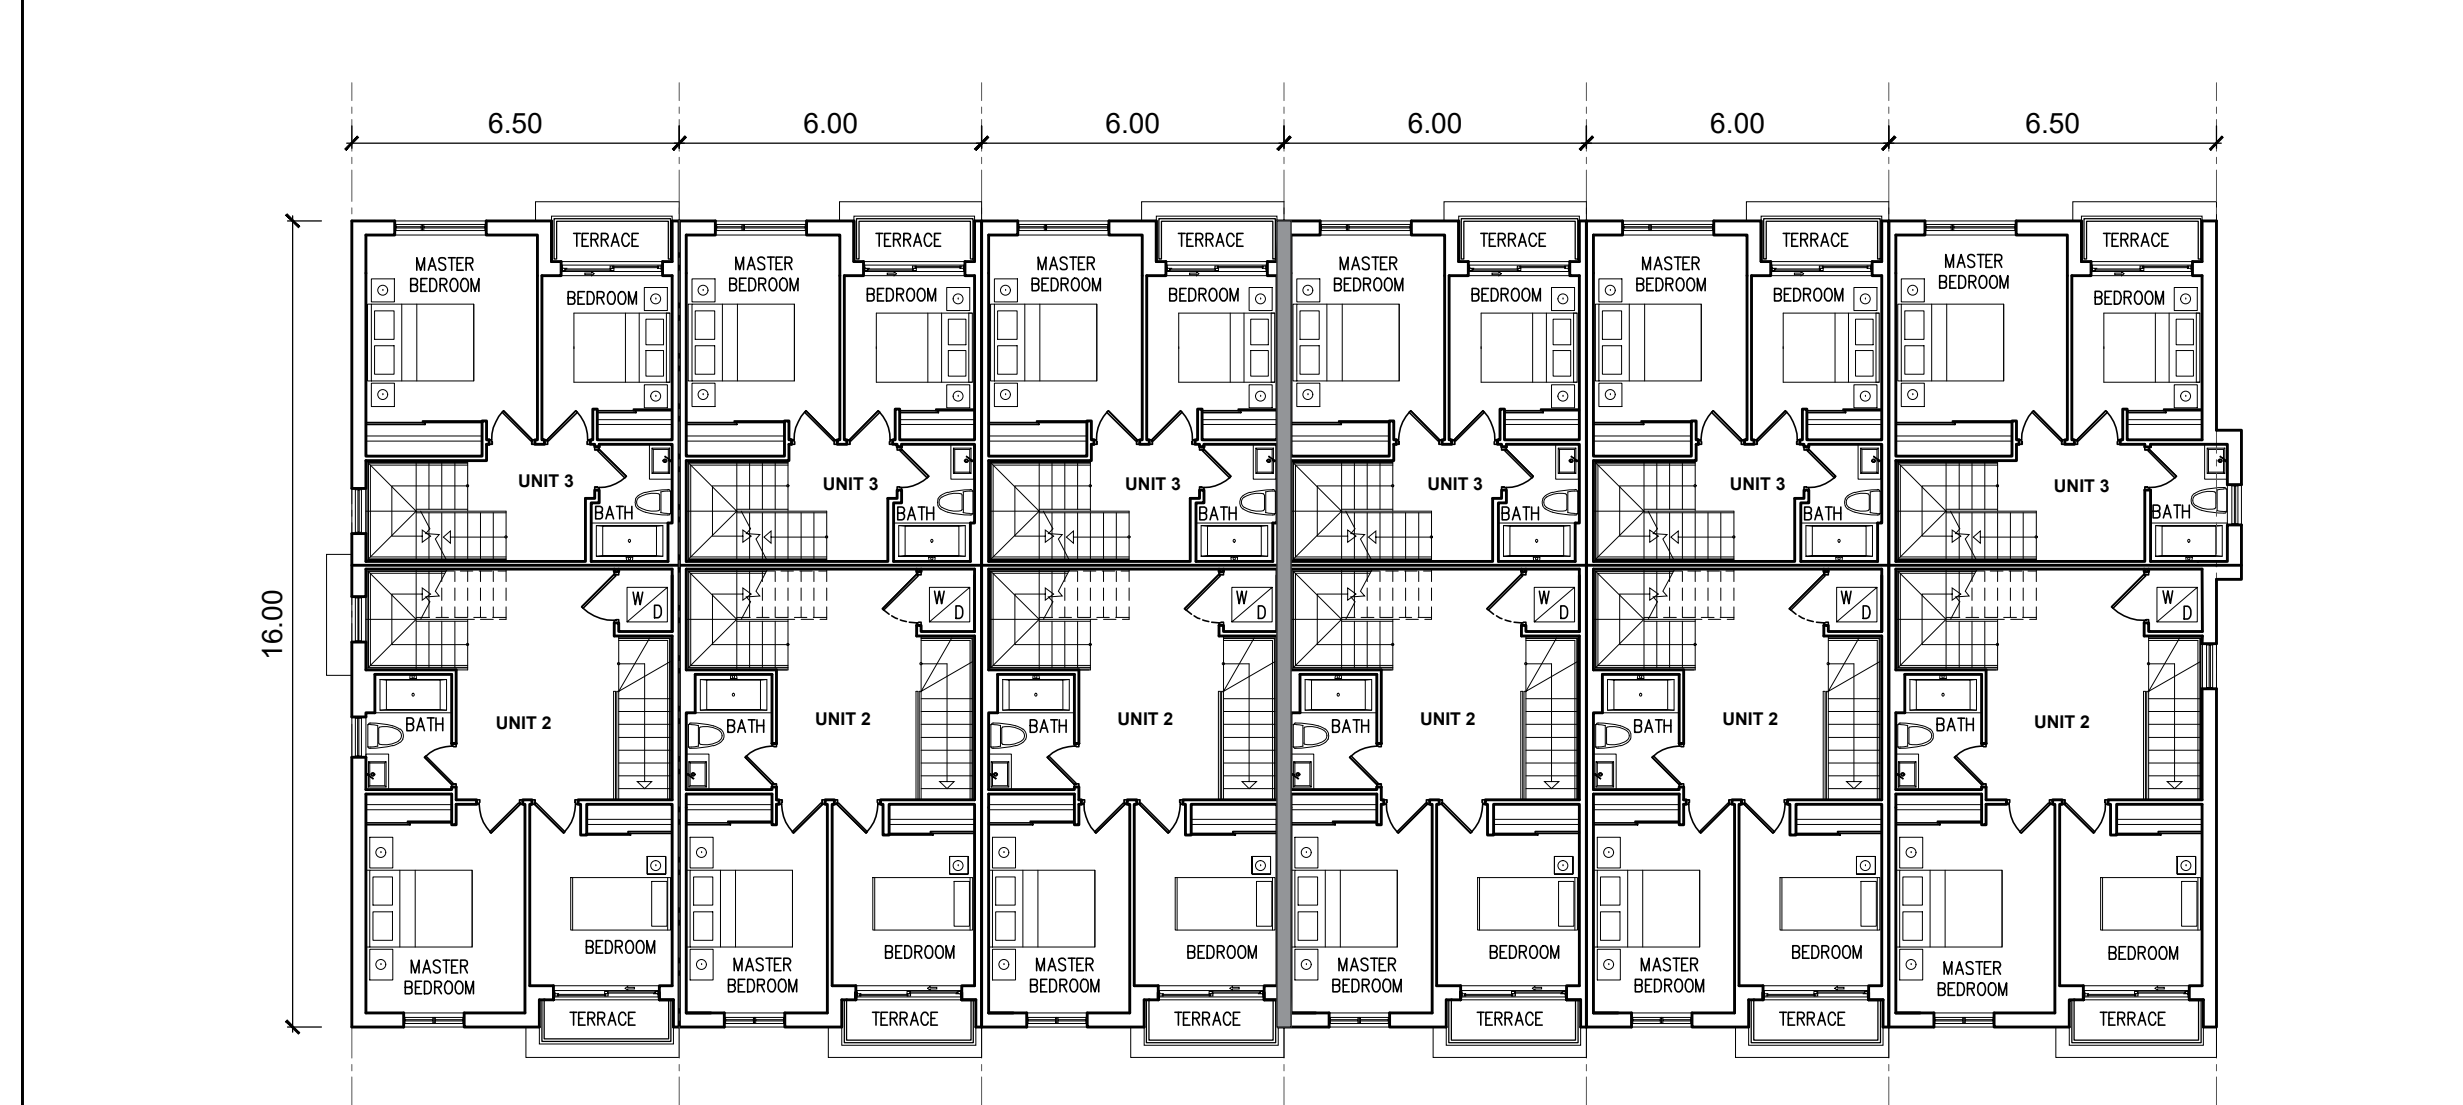 6.50
6.00
6.00
6.00
6.00
6.50
16.00
TERRACE
TERRACE
TERRACE
TERRACE
TERRACE
TERRACE
MASTER
BEDROOM
BEDROOM
MASTER
BEDROOM
BEDROOM
MASTER
BEDROOM
BEDROOM
MASTER
BEDROOM
BEDROOM
MASTER
BEDROOM
BEDROOM
MASTER
BEDROOM
BEDROOM
UNIT 3
BATH
UNIT 3
BATH
UNIT 3
BATH
UNIT 3
BATH
UNIT 3
BATH
UNIT 3
BATH
W
D
W
D
W
D
W
D
W
D
W
D
BATH
UNIT 2
BATH
UNIT 2
BATH
UNIT 2
BATH
UNIT 2
BATH
UNIT 2
BATH
UNIT 2
MASTER
BEDROOM
BEDROOM
MASTER
BEDROOM
BEDROOM
MASTER
BEDROOM
BEDROOM
MASTER
BEDROOM
BEDROOM
MASTER
BEDROOM
BEDROOM
MASTER
BEDROOM
BEDROOM
TERRACE
TERRACE
TERRACE
TERRACE
TERRACE
TERRACE